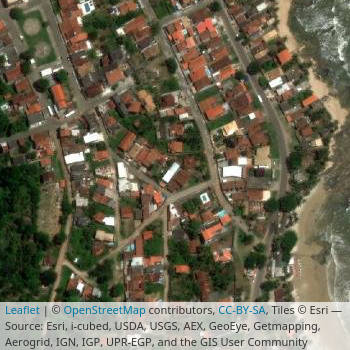 Leaflet | © OpenStreetMap contributors, CC-BY-SA, Tiles © Esri —
Source: Esri, i-cubed, USDA, USGS, AEX, GeoEye, Getmapping,
Aerogrid, IGN, IGP, UPR-EGP, and the GIS User Community